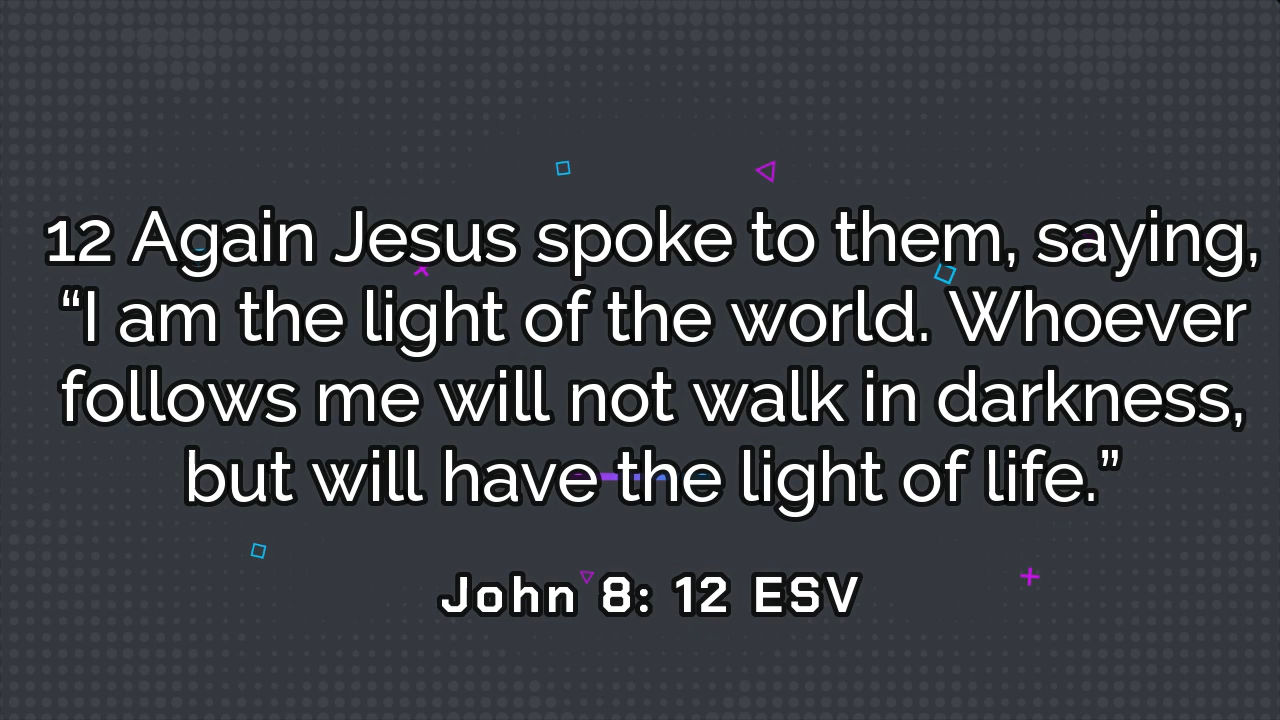 12 Again Jesus spoke to them, saying,
“I am the light of the world. Whoever
follows me will not walk in darkness,
but will have the light of life.”
John 8: 12 ESV